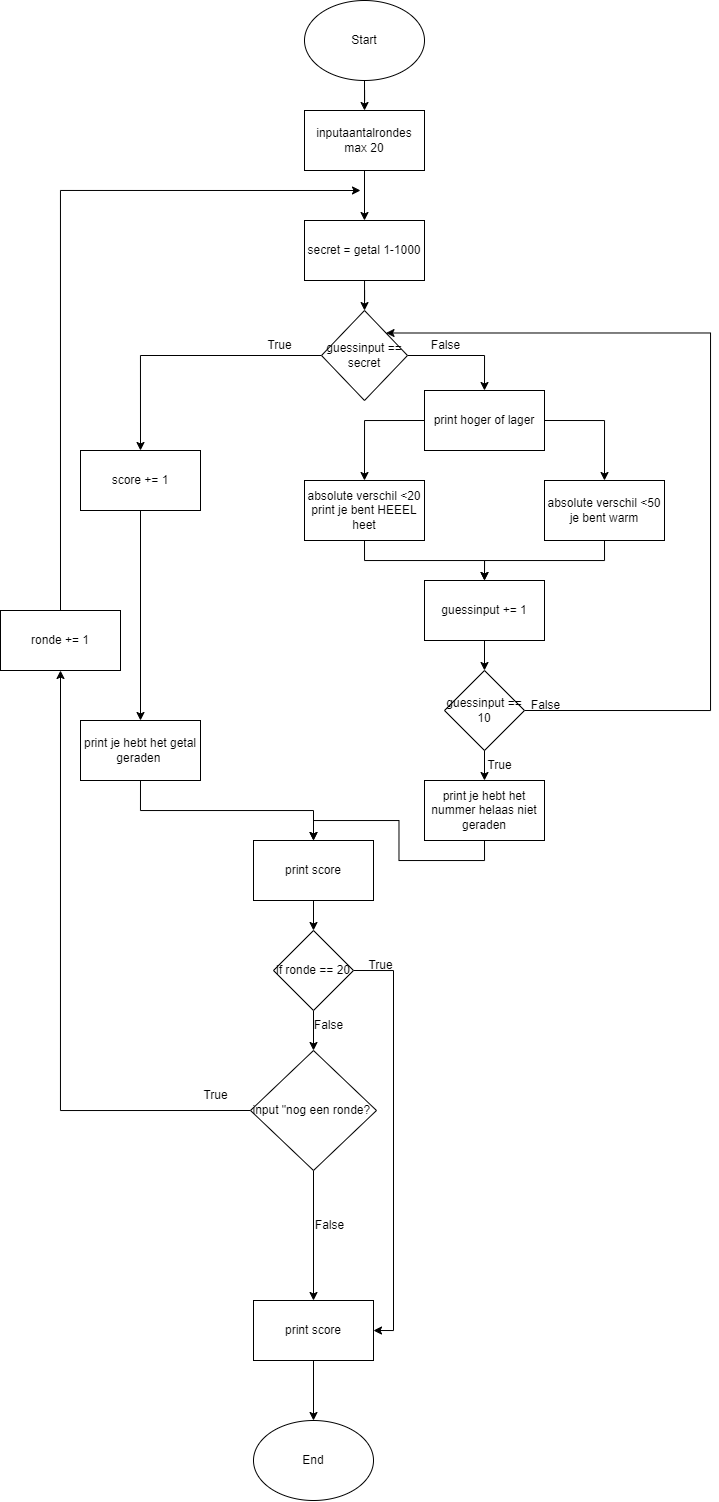 Start
inputaantalrondes
max 20
secret = getal 1-1000
guessinput ==
secret
True
False
print hoger of lager
score += 1
absolute verschil <20
print je bent HEEEL
heet
absolute verschil <50
je bent warm
guessinput += 1
ronde += 1
guessinput ==
10
False
True
print je hebt het getal
geraden
print je hebt het
nummer helaas niet
geraden
print score
If ronde == 20
True
False
input "nog een ronde?
True
False
print score
End